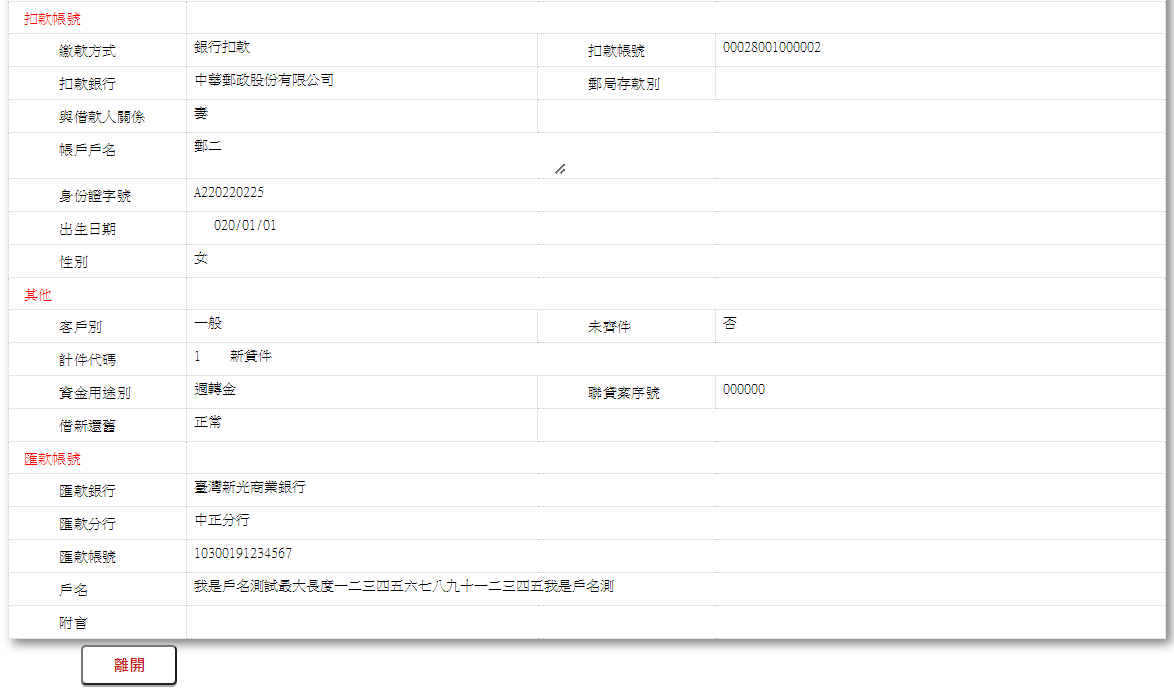 扣款帳號
繳款方式 銀行扣款 扣款帳號 00028001000002
扣款銀行 中華郵政股份有限公司 郵局存款別
與借款人關係 妻
帳戶戶名 鄄二
身份證字號 A220220225
出生日期 020/01/01
性別 女
其他
客戶別 一般 未齊件 否
計件代碼 1 新貸件
資金用途別 週轉金 聯貸案序號 000000
借新還舊 正常
匯款帳號
匯款銀行 臺灣新光商業銀行
匯款分行 中正分行
匯款帳號 10300191234567
戶名 我是戶名測試最大長度一二三四五六七八九十一二三四五我是戶名測
附言
離開